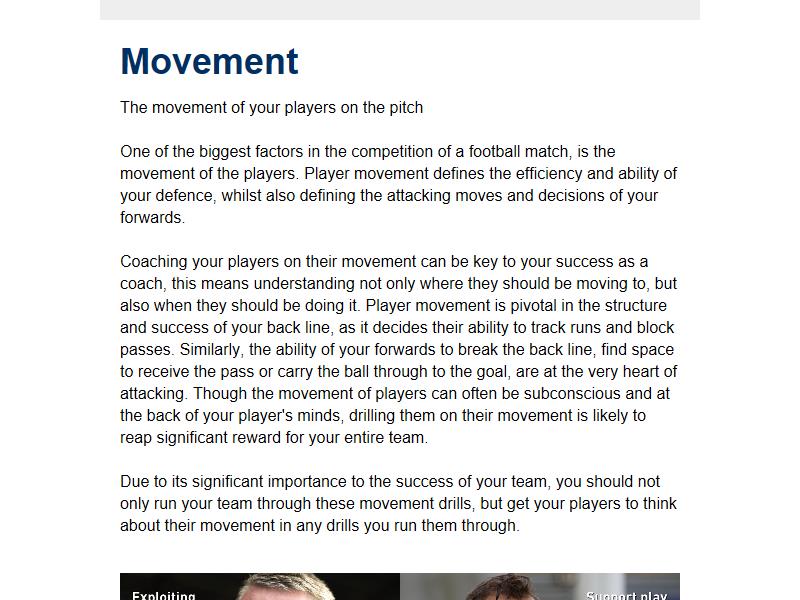 Movement
The movement of your players on the pitch
One of the biggest factors in the competition of a football match, is the
movement of the players. Player movement defines the efficiency and ability of
your defence, whilst also defining the attacking moves and decisions of your
forwards.
Coaching your players on their movement can be key to your success as a
coach, this means understanding not only where they should be moving to, but
also when they should be doing it. Player movement is pivotal in the structure
and success of your back line, as it decides their ability to track runs and block
passes. Similarly, the ability of your forwards to break the back line, find space
to receive the pass or carry the ball through to the goal, are at the very heart of
attacking. Though the movement of players can often be subconscious and at
the back of your player's minds, drilling them on their movement is likely to
reap significant reward for your entire team.
Due to its significant importance to the success of your team, you should not
only run your team through these movement drills, but get your players to think
about their movement in any drills you run them through.
Exploiting
Support play